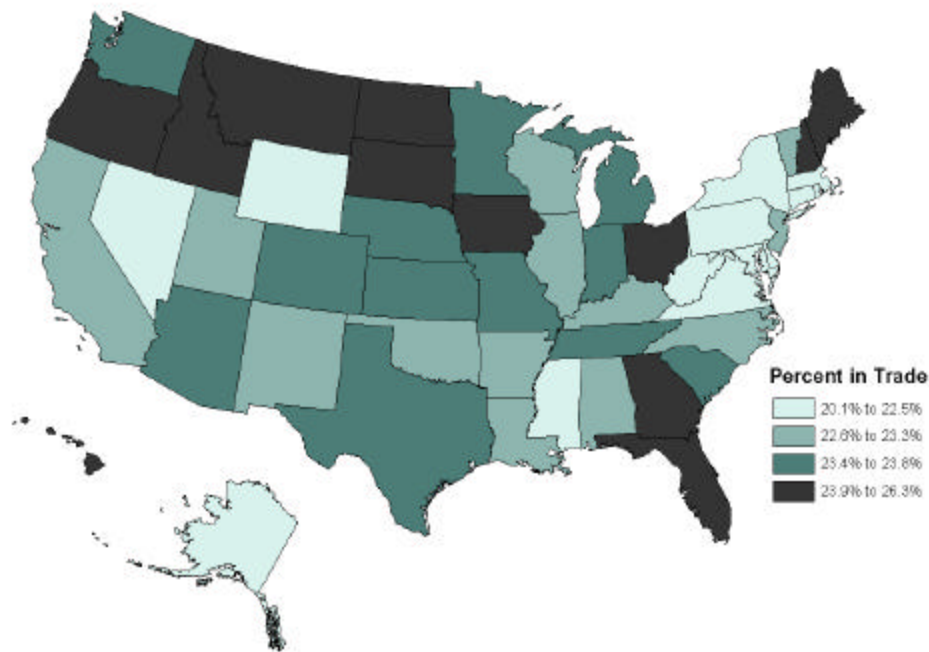 Percent in Trade
20.1% to 22.5%
22.6% to 23.3%
23.4% to 23.8%
23.9% to 26.3%